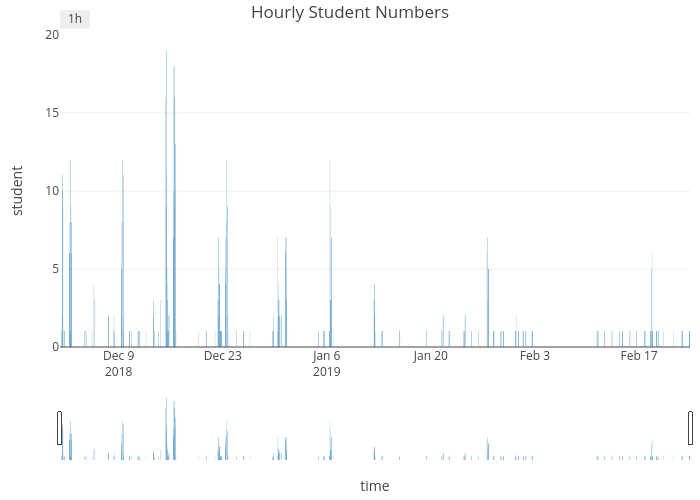 Hourly Student Numbers
1h
20
15
10
5
0
student
Dec 9
2018
Dec 23
Jan 6
2019
Jan 20
Feb 3
Feb 17
time